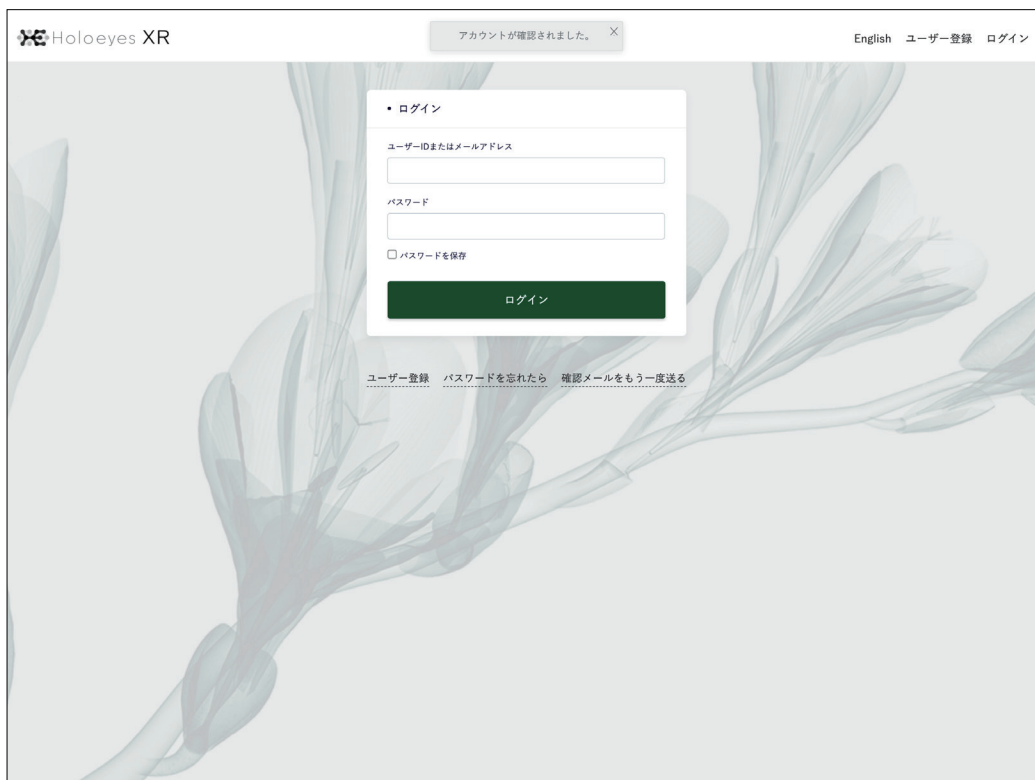 Holoeyes XR
アカウントが確認されました。 ×
English ユーザー登録 ログイン
• ログイン
ユーザーIDまたはメールアドレス
パスワード
パスワードを保存
ログイン
ユーザー登録 パスワードを忘れたら 確認メールをもう一度送る